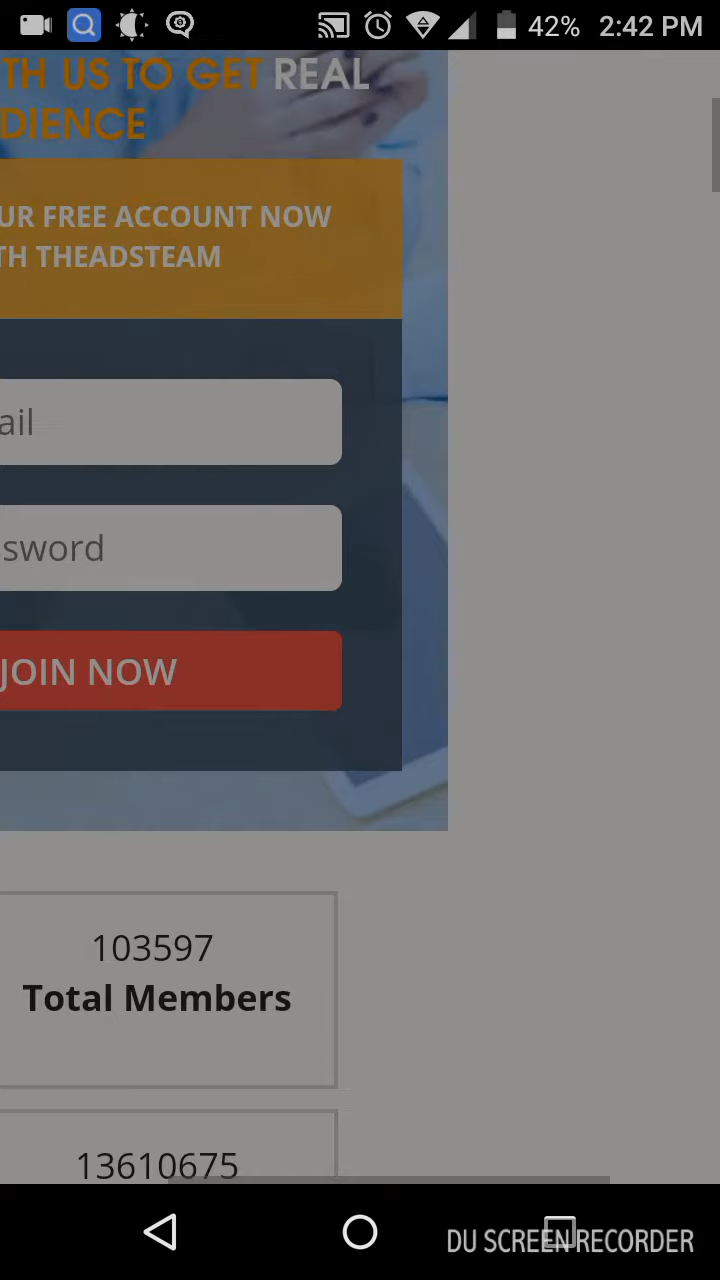 42% 2:42 PM
TH US TO GET REAL
DIENCE
UR FREE ACCOUNT NOW
TH THEADSTEAM
ail
sword
JOIN NOW
103597
Total Members
13610675
DU SCREEN RECORDER